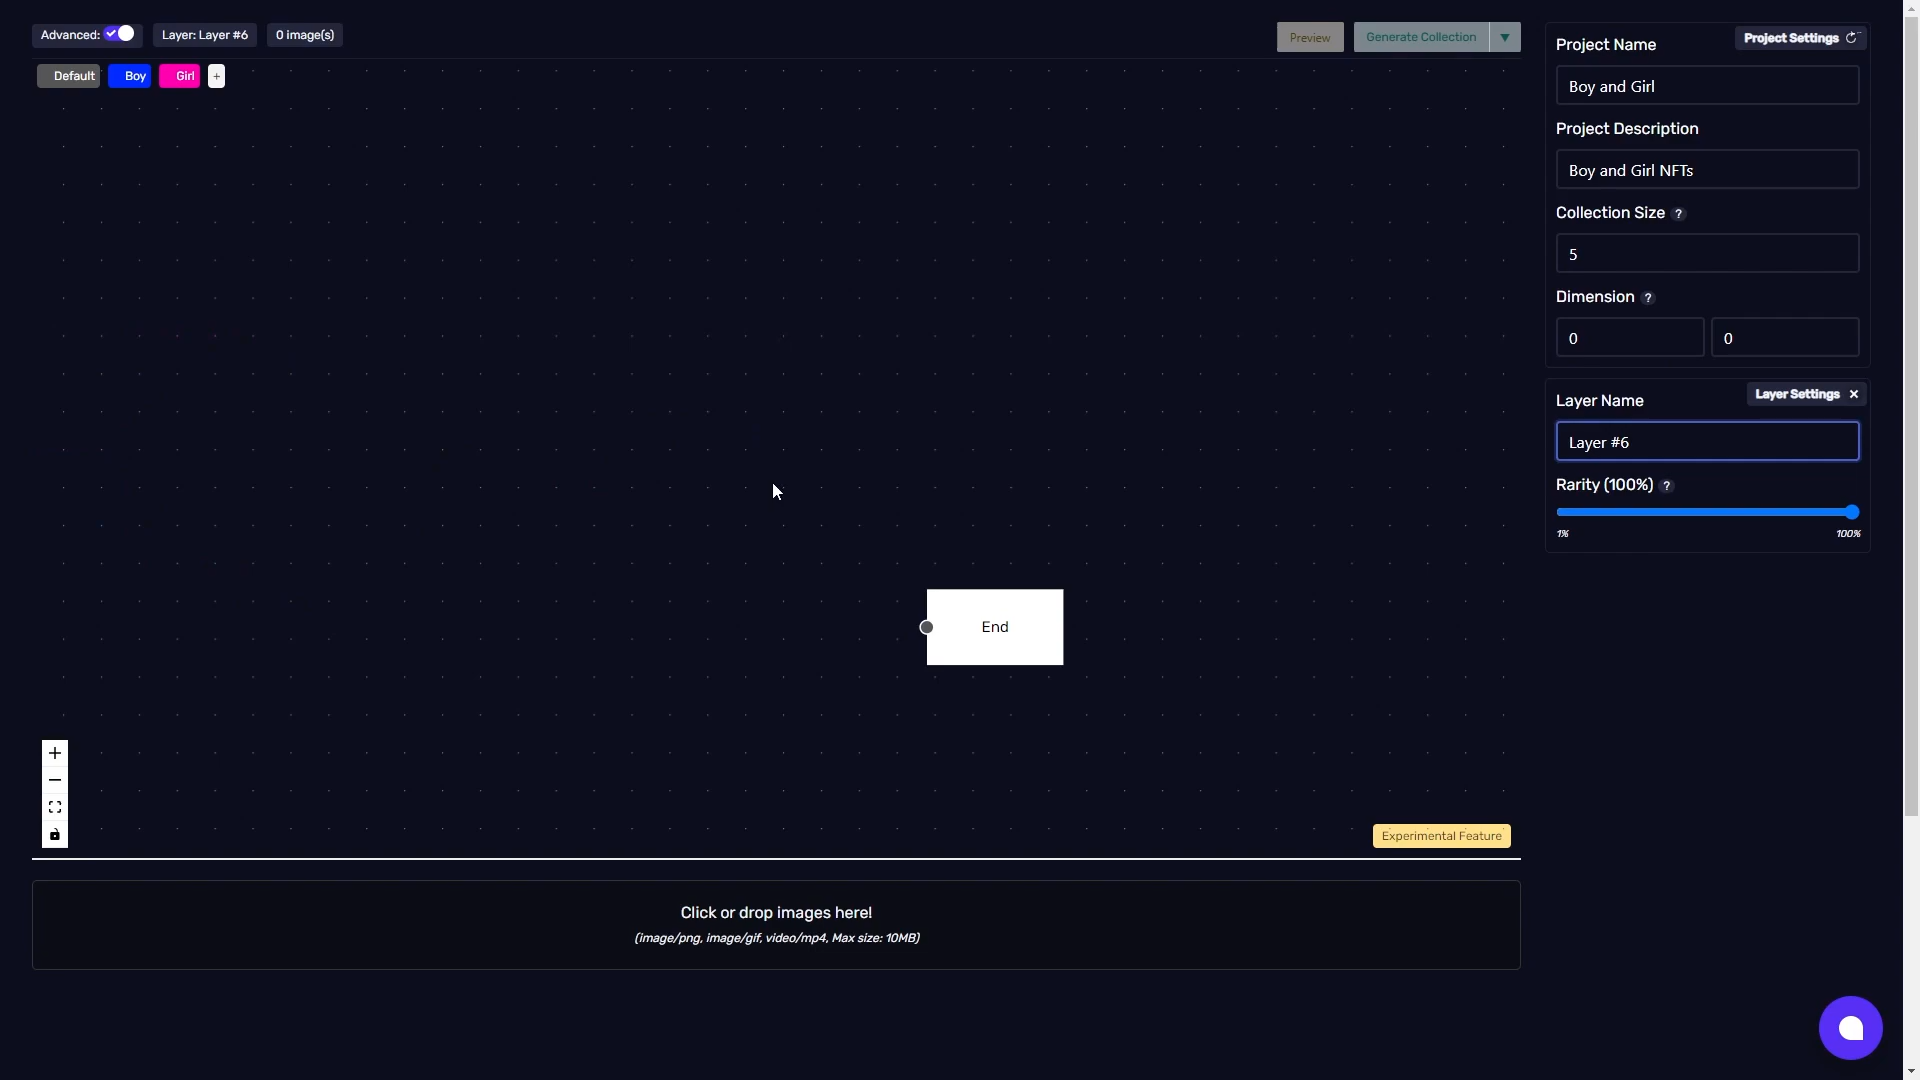 Advanced:
Layer: Layer #6
0 image(s)
Preview
Generate Collection
Default
Boy
Girl
+
End
Experimental Feature
Click or drop images here!
(image/png, image/gif, video/mp4, Max size: 10MB)
Project Settings
Project Name
Boy and Girl
Project Description
Boy and Girl NFTs
Collection Size ?
5
Dimension ?
0
0
Layer Settings
Layer Name
Layer #6
Rarity (100%) ?
1%
100%